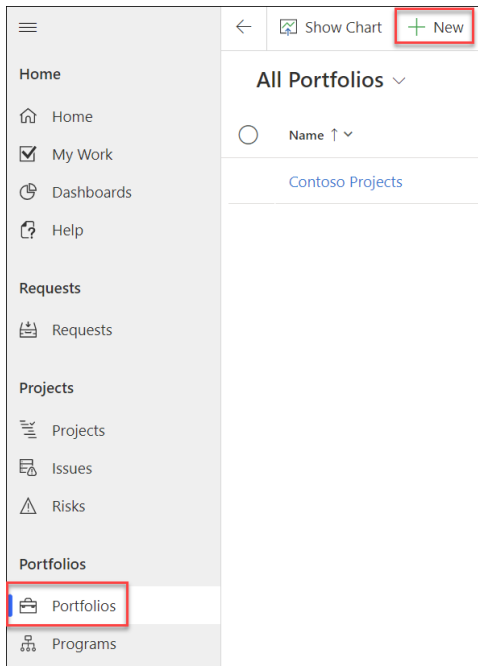 Show Chart
New
Home
All Portfolios
Home
Name
My Work
Contoso Projects
Dashboards
Help
Requests
Requests
Projects
Projects
Issues
Risks
Portfolios
Portfolios
Programs